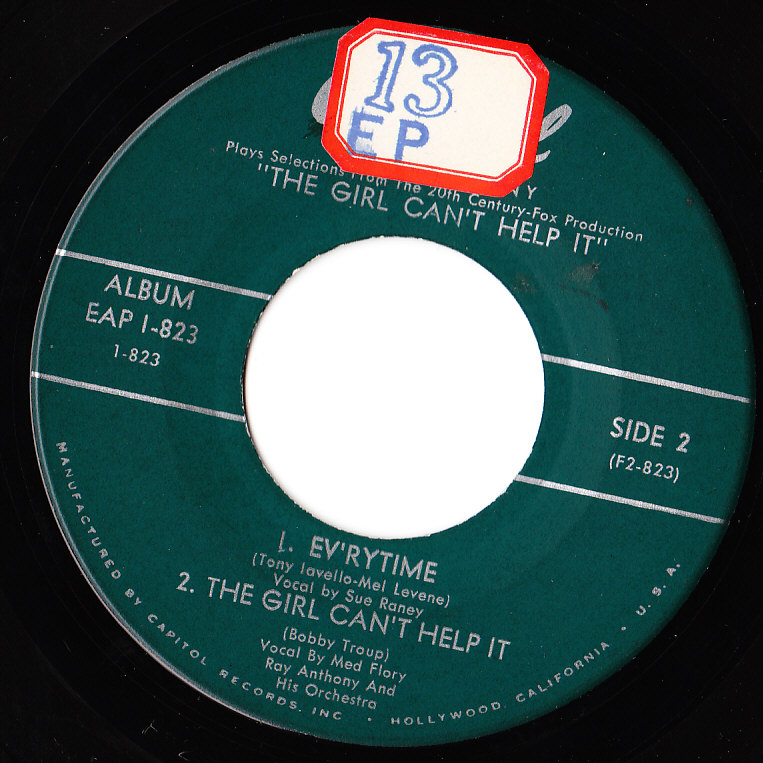 13
EP
Plays Selections From The 20th Century-Fox Production
"THE GIRL CAN'T HELP IT"
ALBUM
EAP 1-823
1-823
SIDE 2
(F2-823)
1. EV'RYTIME
(Tony Iavello-Mel Levene)
Vocal by Sue Raney
2. THE GIRL CAN'T HELP IT
(Bobby Troup)
Vocal By Med Flory
Ray Anthony And
His Orchestra
MANUFACTURED BY CAPITOL RECORDS, INC • HOLLYWOOD, CALIFORNIA • U. S. A.